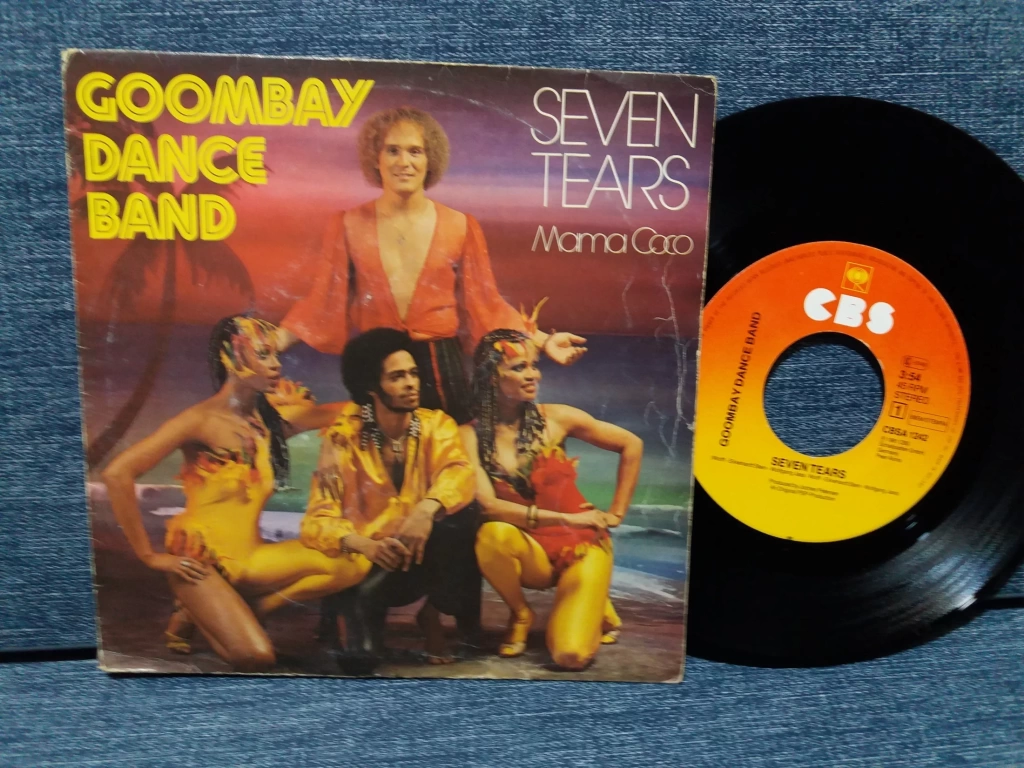 GOOMBAY
DANCE
BAND
SEVEN
TEARS
Mama Coco
CBS
GOOMBAY DANCE BAND
3:54
45 RPM
STEREO
1
CBSA 1242
SEVEN TEARS